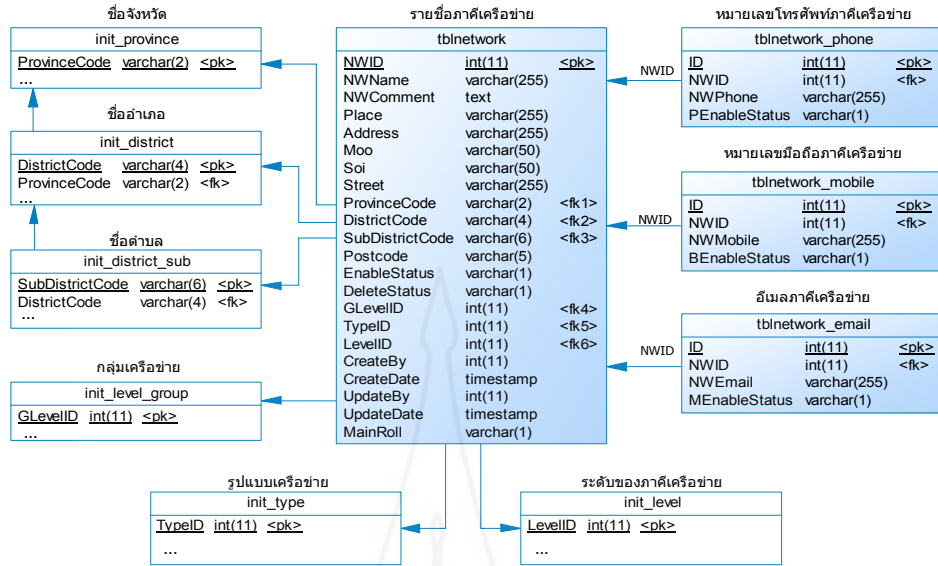 ชื่อจังหวัด
init_province
ProvinceCode varchar(2) <pk>
...
ชื่ออำเภอ
init_district
DistrictCode varchar(4) <pk>
ProvinceCode varchar(2) <fk>
...
ชื่อตำบล
init_district_sub
SubDistrictCode varchar(6) <pk>
DistrictCode varchar(4) <fk>
...
กลุ่มเครือข่าย
init_level_group
GLevelID int(11) <pk>
...
รายชื่อภาคีเครือข่าย
tblnetwork
NWID int(11) <pk>
NWName varchar(255)
NWComment text
Place varchar(255)
Address varchar(255)
Moo varchar(50)
Soi varchar(50)
Street varchar(255)
ProvinceCode varchar(2) <fk1>
DistrictCode varchar(4) <fk2>
SubDistrictCode varchar(6) <fk3>
Postcode varchar(5)
EnableStatus varchar(1)
DeleteStatus varchar(1)
GLevelID int(11) <fk4>
TypeID int(11) <fk5>
LevelID int(11) <fk6>
CreateBy int(11)
CreateDate timestamp
UpdateBy int(11)
UpdateDate timestamp
MainRoll varchar(1)
หมายเลขโทรศัพท์ภาคีเครือข่าย
tblnetwork_phone
ID int(11) <pk>
NWID int(11) <fk>
NWPhone varchar(255)
PEnableStatus varchar(1)
NWID
หมายเลขมือถือภาคีเครือข่าย
tblnetwork_mobile
ID int(11) <pk>
NWID int(11) <fk>
NWMobile varchar(255)
BEnableStatus varchar(1)
NWID
อีเมลภาคีเครือข่าย
tblnetwork_email
ID int(11) <pk>
NWID int(11) <fk>
NWEmail varchar(255)
MEnableStatus varchar(1)
NWID
รูปแบบเครือข่าย
init_type
TypeID int(11) <pk>
...
ระดับของภาคีเครือข่าย
init_level
LevelID int(11) <pk>
...